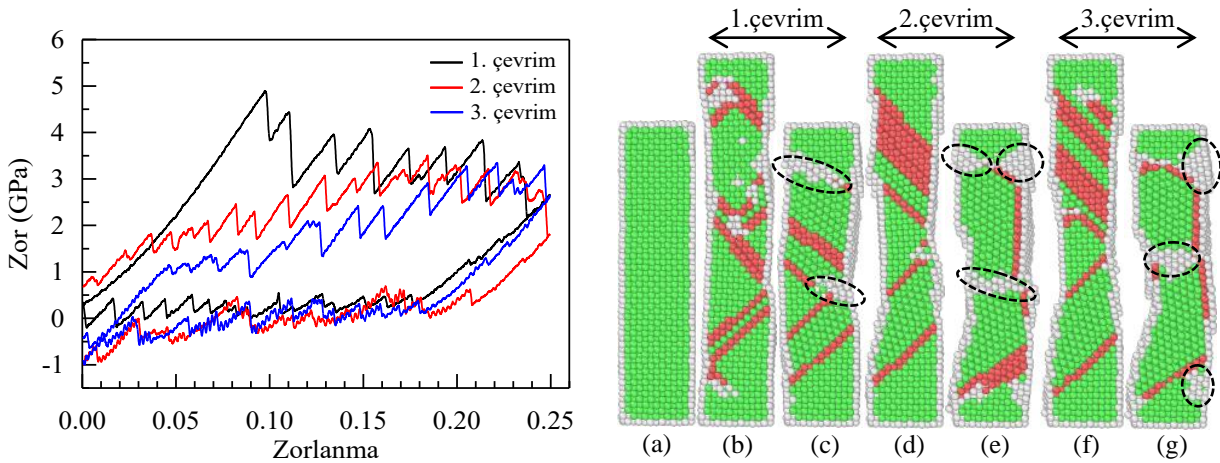 6
5
4
3
2
1
0
-1
Zor (GPa)
1. çevrim
2. çevrim
3. çevrim
0.00 0.05 0.10 0.15 0.20 0.25
Zorlanma
1.çevrim 2.çevrim 3.çevrim
(a) (b) (c) (d) (e) (f) (g)